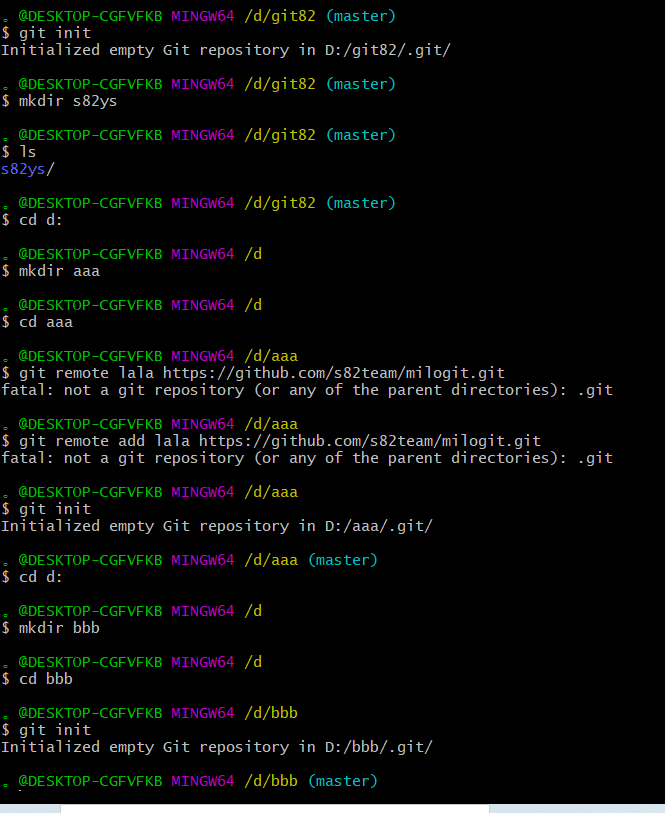 。@DESKTOP-CGFVFKB MINGW64 /d/git82 (master)
$ git init
Initialized empty Git repository in D:/git82/.git/
。@DESKTOP-CGFVFKB MINGW64 /d/git82 (master)
$ mkdir s82ys
。@DESKTOP-CGFVFKB MINGW64 /d/git82 (master)
$ ls
s82ys/
。@DESKTOP-CGFVFKB MINGW64 /d/git82 (master)
$ cd d:
。@DESKTOP-CGFVFKB MINGW64 /d
$ mkdir aaa
。@DESKTOP-CGFVFKB MINGW64 /d
$ cd aaa
。@DESKTOP-CGFVFKB MINGW64 /d/aaa
$ git remote lala https://github.com/s82team/milogit.git
fatal: not a git repository (or any of the parent directories): .git
。@DESKTOP-CGFVFKB MINGW64 /d/aaa
$ git remote add lala https://github.com/s82team/milogit.git
fatal: not a git repository (or any of the parent directories): .git
。@DESKTOP-CGFVFKB MINGW64 /d/aaa
$ git init
Initialized empty Git repository in D:/aaa/.git/
。@DESKTOP-CGFVFKB MINGW64 /d/aaa (master)
$ cd d:
。@DESKTOP-CGFVFKB MINGW64 /d
$ mkdir bbb
。@DESKTOP-CGFVFKB MINGW64 /d
$ cd bbb
。@DESKTOP-CGFVFKB MINGW64 /d/bbb
$ git init
Initialized empty Git repository in D:/bbb/.git/
。@DESKTOP-CGFVFKB MINGW64 /d/bbb (master)